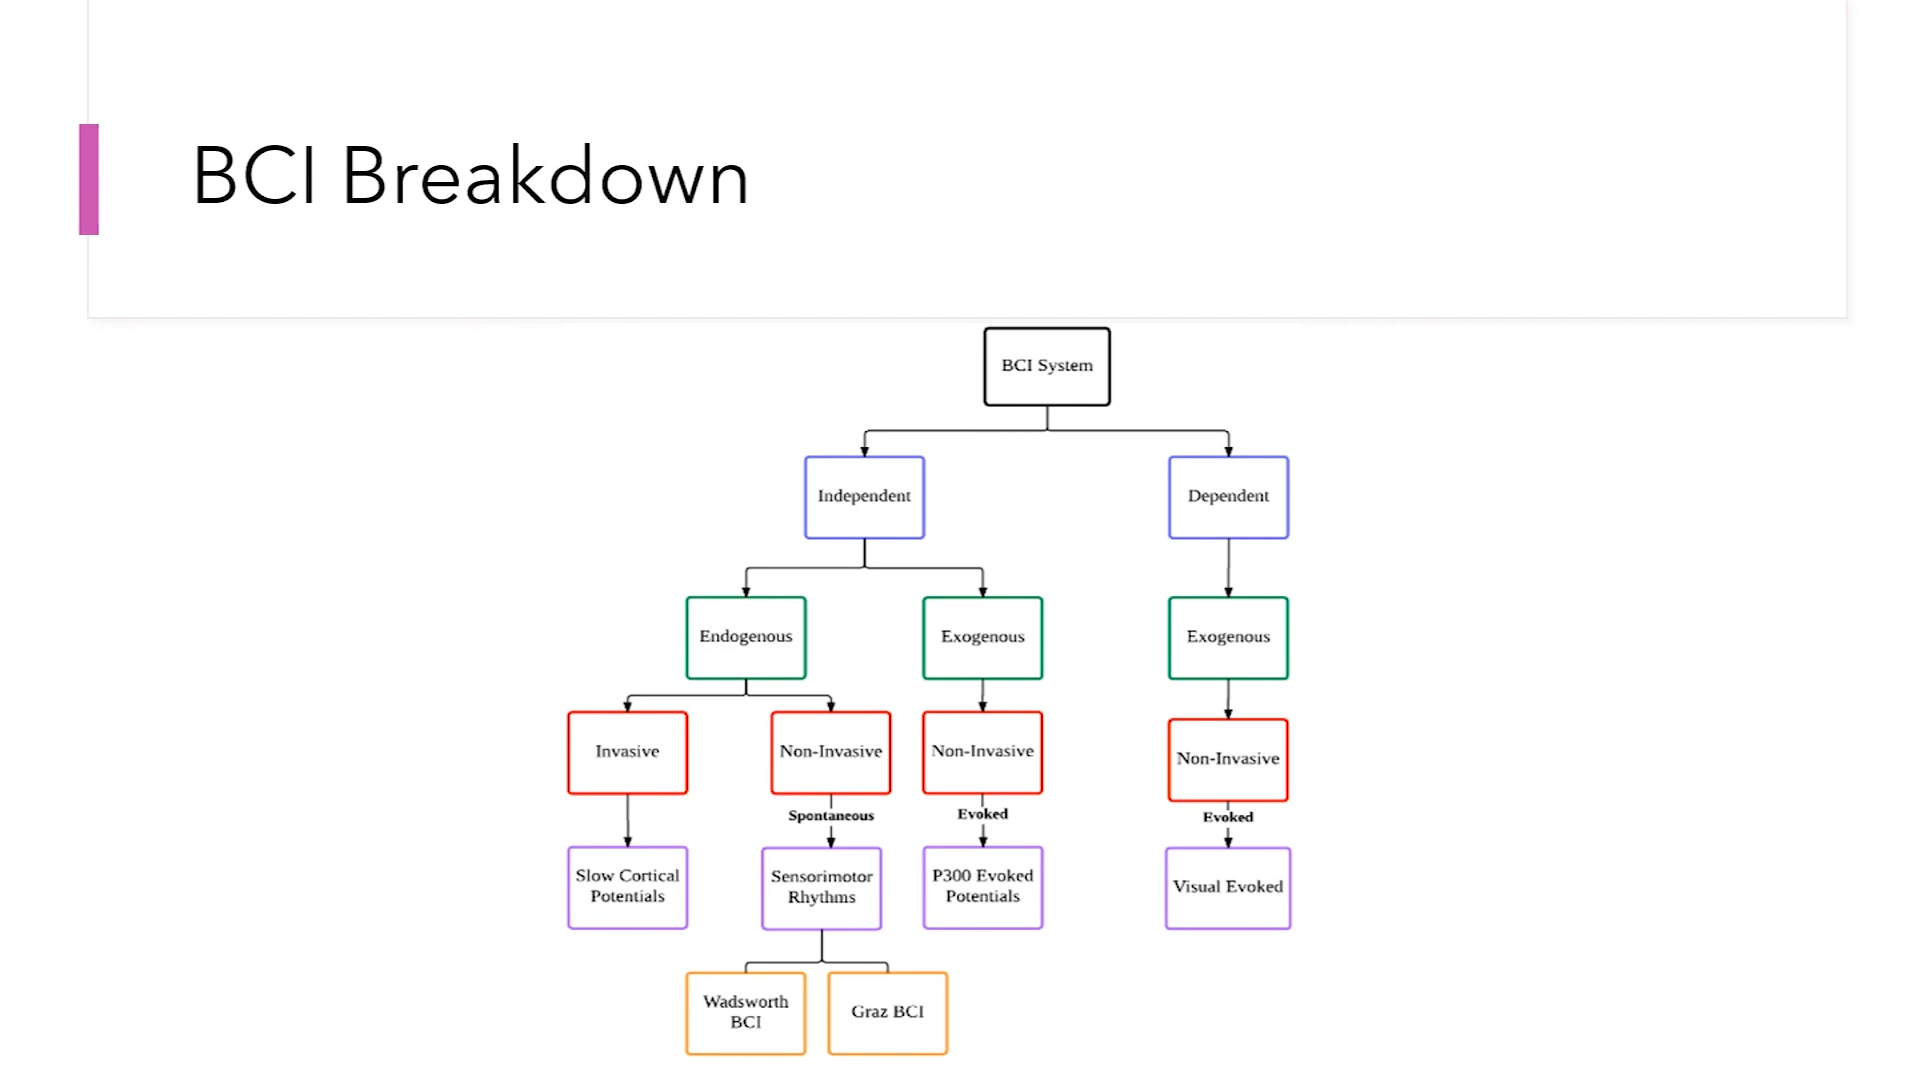 BCI Breakdown
BCI System
Independent
Dependent
Endogenous
Exogenous
Exogenous
Invasive
Non-Invasive
Non-Invasive
Non-Invasive
Spontaneous
Evoked
Evoked
Slow Cortical
Potentials
Sensorimotor
Rhythms
P300 Evoked
Potentials
Visual Evoked
Wadsworth
BCI
Graz BCI